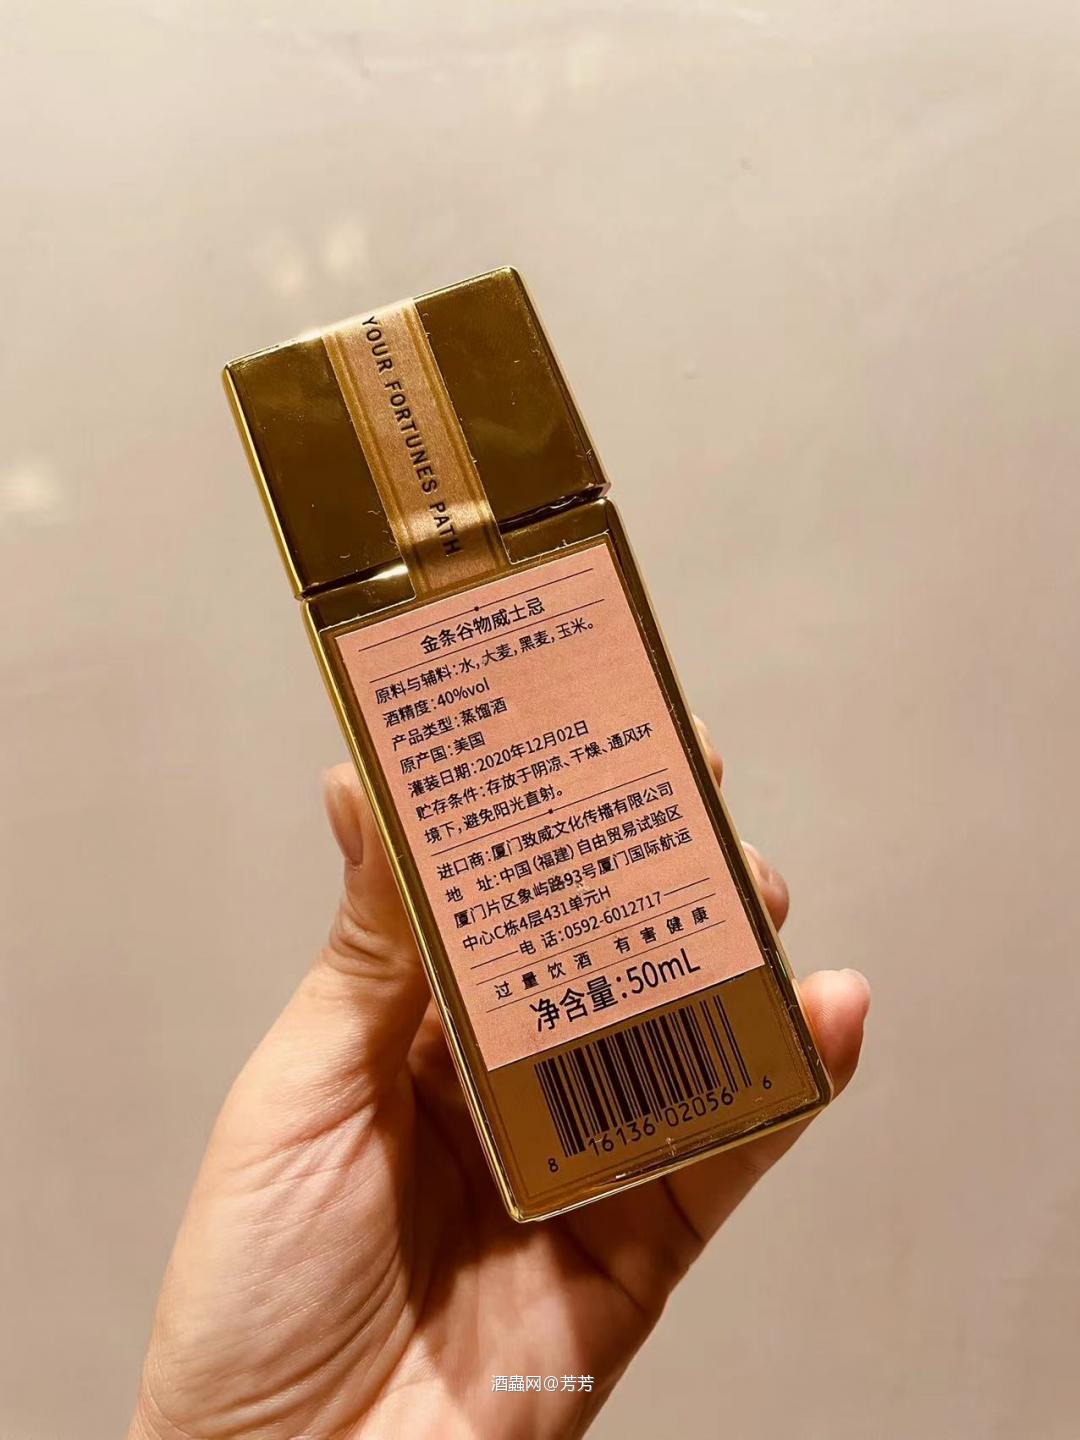 YOUR FORTUNES PATH
金条谷物威士忌
原料与辅料:水,大麦,黑麦,玉米。
酒精度:40%vol
产品类型:蒸馏酒
原产国:美国
灌装日期:2020年12月02日
贮存条件:存放于阴凉、干燥、通风环
境下,避免阳光直射。
进口商:厦门致威文化传播有限公司
地 址:中国(福建)自由贸易试验区
厦门片区象屿路93号厦门国际航运
中心C栋4层431单元H
电 话:0592-6012717
过量饮酒 有害健康
净含量:50mL
8 16136 02056 6
酒蟲网@芳芳